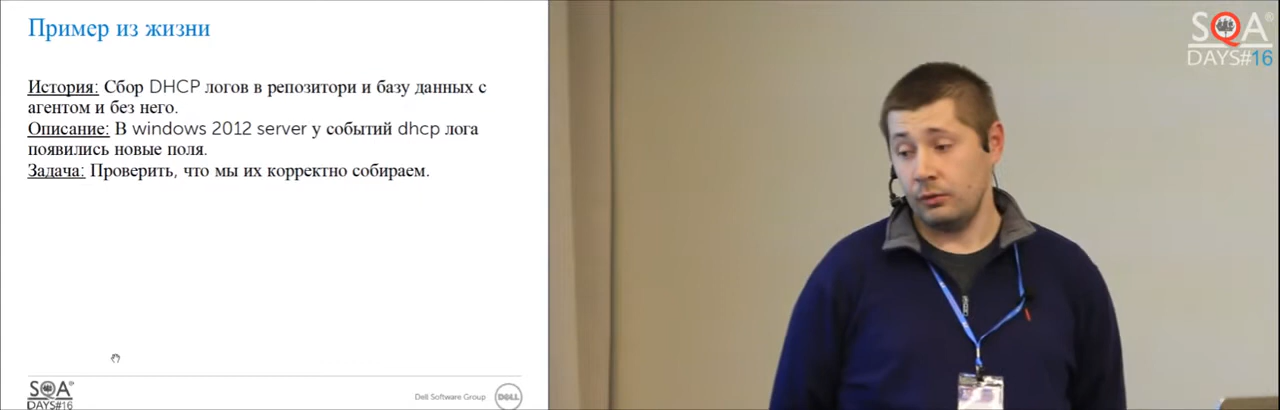 Пример из жизни
История: Сбор DHCP логов в репозитори и базу данных с
агентом и без него.
Описание: В windows 2012 server у событий dhcp лога
появились новые поля.
Задача: Проверить, что мы их корректно собираем.
SQA®
DAYS#16
Dell Software Group
DELL
SQA®
DAYS#16